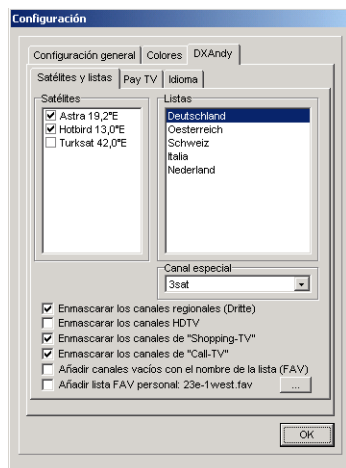 Configuración
Configuración general Colores DXAndy
Satélites y listas Pay TV Idioma
Satélites
Astra 19,2°E
Hotbird 13,0°E
Turksat 42,0°E
Listas
Deutschland
Oesterreich
Schweiz
Italia
Nederland
Canal especial
3sat
Enmascarar los canales regionales (Dritte)
Enmascarar los canales HDTV
Enmascarar los canales de "Shopping-TV"
Enmascarar los canales de "Call-TV"
Añadir canales vacíos con el nombre de la lista (FAV)
Añadir lista FAV personal: 23e-1west.fav ...
OK